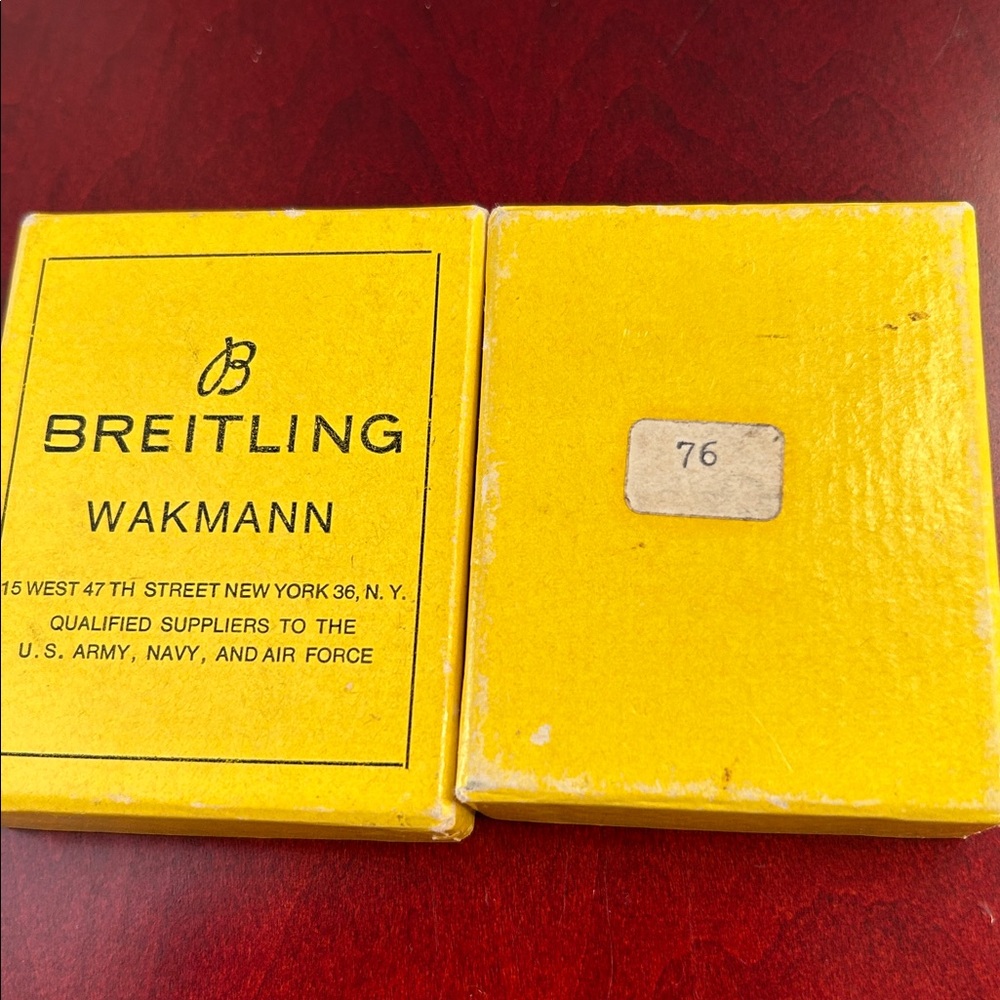 B
BREITLING
WAKMANN
15 WEST 47 TH STREET NEW YORK 36, N. Y.
QUALIFIED SUPPLIERS TO THE
U. S. ARMY, NAVY, AND AIR FORCE
76